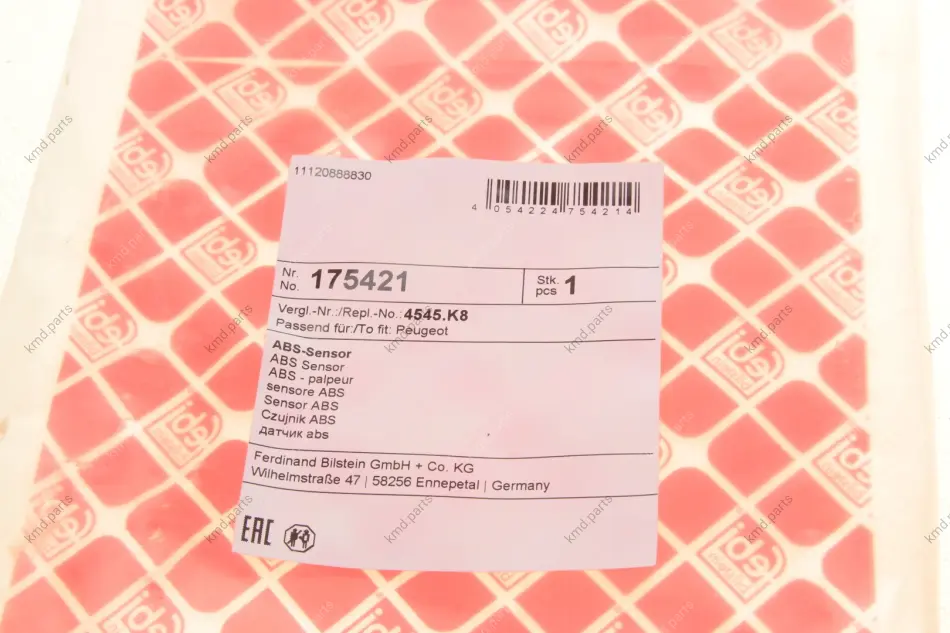 11120888830
4 054224 754214
Nr. No. 175421
Stk. pcs 1
Vergl.-Nr.:/Repl.-No.: 4545.K8
Passend für:/To fit: Peugeot
ABS-Sensor
ABS Sensor
ABS - palpeur
sensore ABS
Sensor ABS
Czujnik ABS
датчик abs
Ferdinand Bilstein GmbH + Co. KG
Wilhelmstraße 47 | 58256 Ennepetal | Germany
EAC
kmd.parts